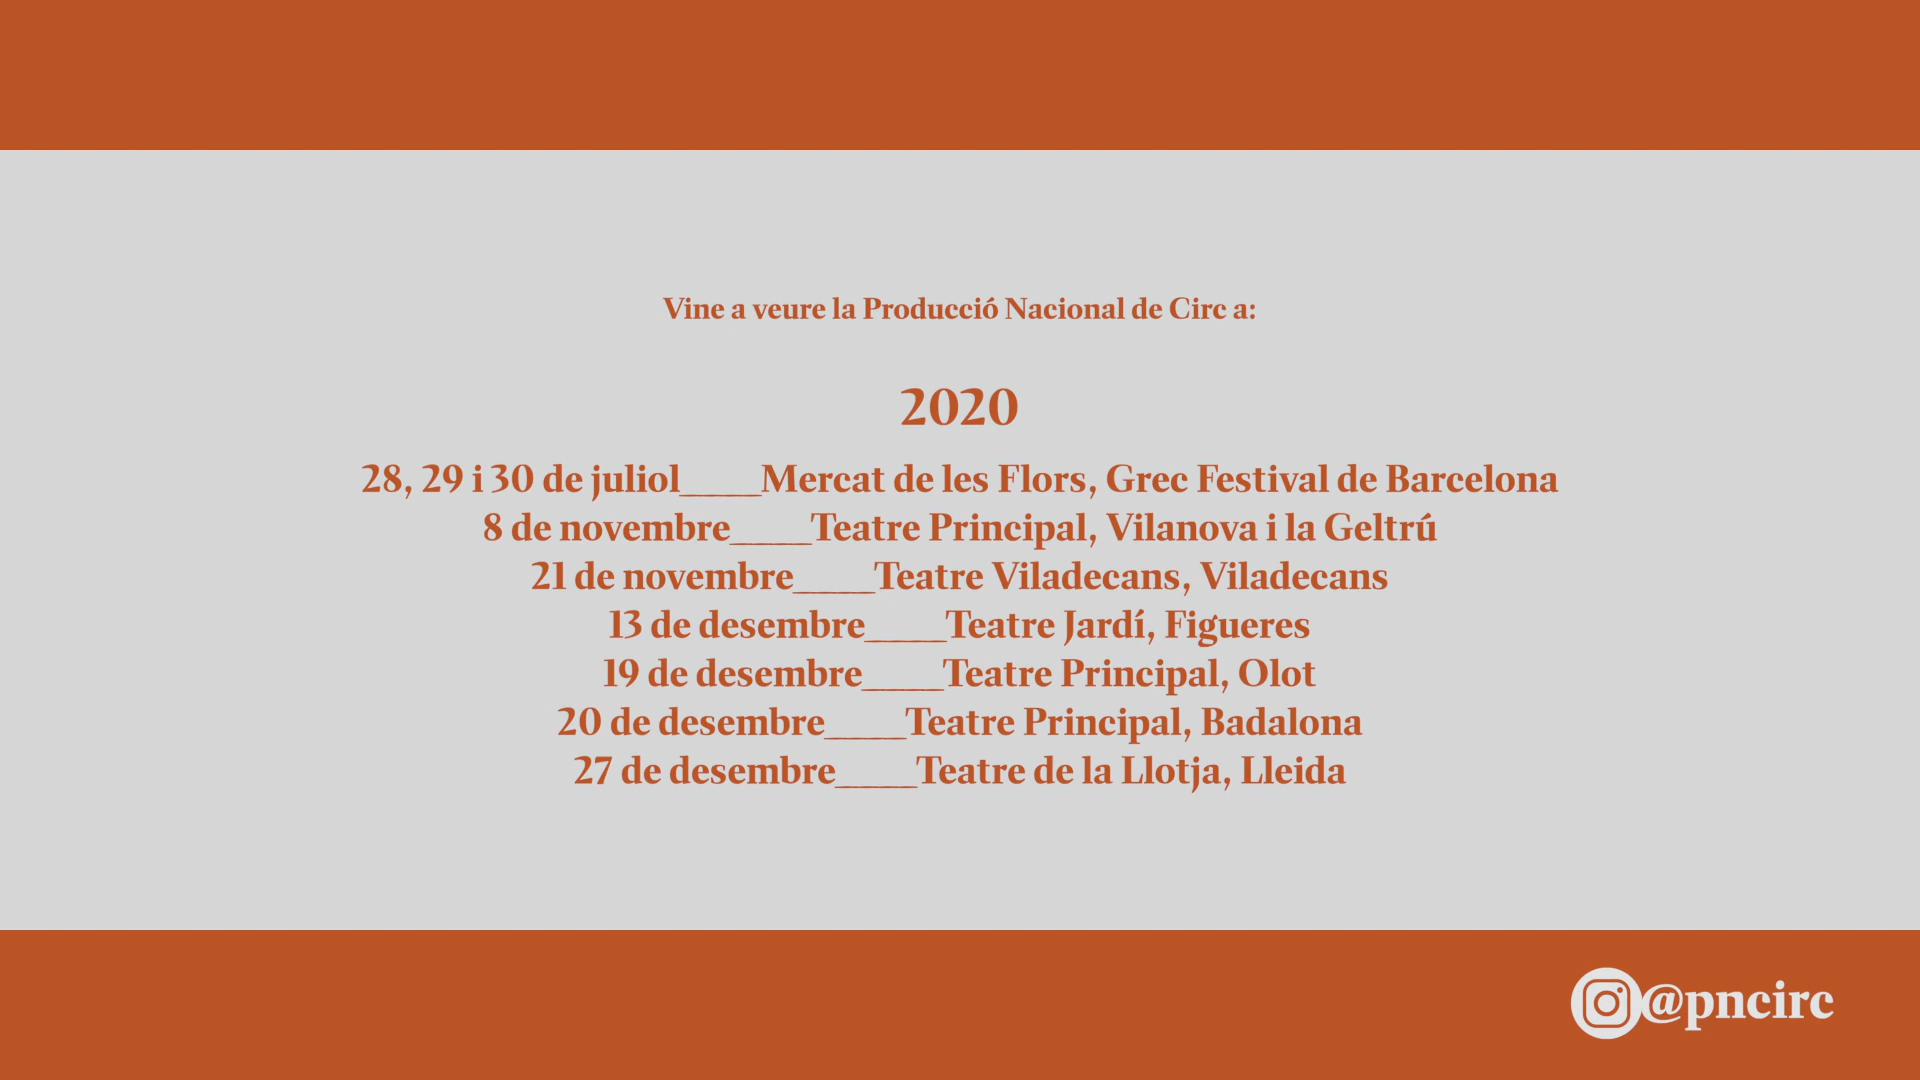 Vine a veure la Producció Nacional de Circ a:
2020
28, 29 i 30 de juliol____Mercat de les Flors, Grec Festival de Barcelona
8 de novembre____Teatre Principal, Vilanova i la Geltrú
21 de novembre____Teatre Viladecans, Viladecans
13 de desembre____Teatre Jardí, Figueres
19 de desembre____Teatre Principal, Olot
20 de desembre____Teatre Principal, Badalona
27 de desembre____Teatre de la Llotja, Lleida
@pncirc